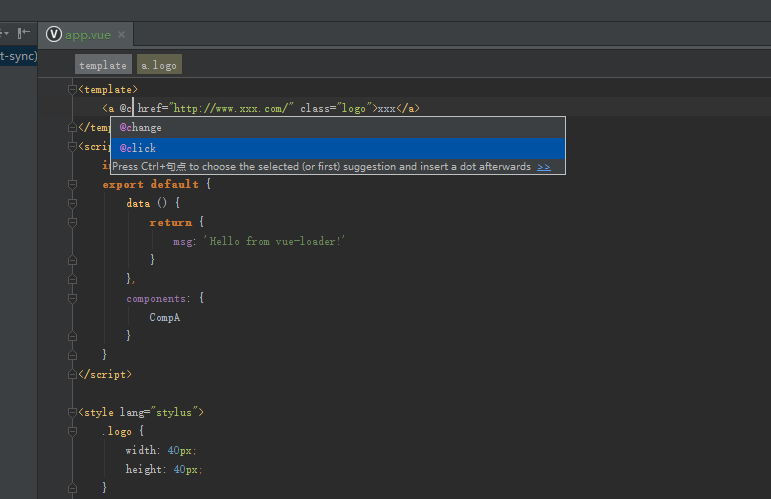 t-sync)
app.vue
template a.logo
<template>
<a @c href="http://www.xxx.com/" class="logo">xxx</a>
</temp
@change
<scrip
@click
im
Press Ctrl+句点 to choose the selected (or first) suggestion and insert a dot afterwards >>
export default {
data () {
return {
msg: 'Hello from vue-loader!'
}
},
components: {
CompA
}
}
</script>
<style lang="stylus">
.logo {
width: 40px;
height: 40px;
}